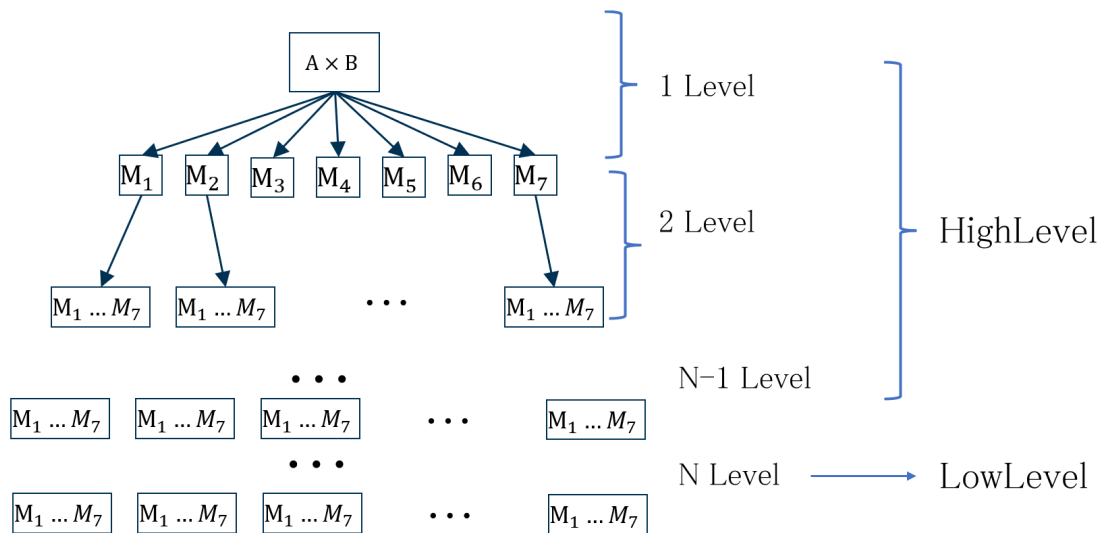 A × B
1 Level
M₁ M₂ M₃ M₄ M₅ M₆ M₇
2 Level
HighLevel
M₁ … M₇ M₁ … M₇ ··· M₁ … M₇
···
N-1 Level
M₁ … M₇ M₁ … M₇ M₁ … M₇ ··· M₁ … M₇
···
N Level
LowLevel
M₁ … M₇ M₁ … M₇ M₁ … M₇ ··· M₁ … M₇